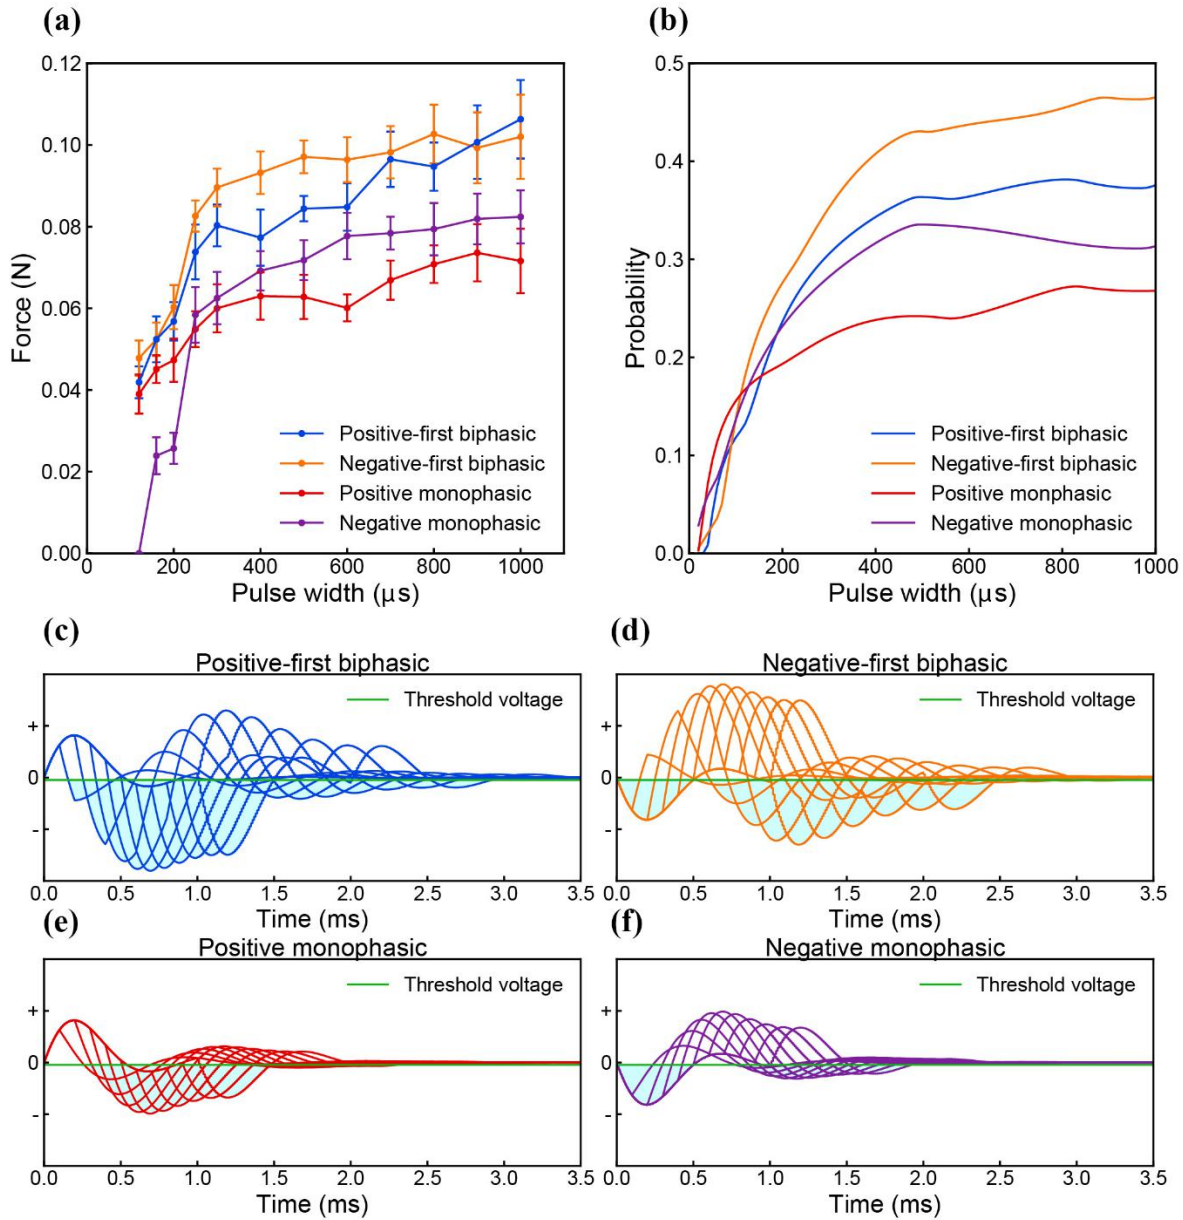 (a)
(b)
0.12
0.10
0.08
0.06
0.04
0.02
0.00
Force (N)
0 200 400 600 800 1000
Pulse width (μs)
Positive-first biphasic
Negative-first biphasic
Positive monophasic
Negative monophasic
0.5
0.4
0.3
0.2
0.1
0.0
Probability
0 200 400 600 800 1000
Pulse width (μs)
Positive-first biphasic
Negative-first biphasic
Positive monphasic
Negative monophasic
(c)
Positive-first biphasic
Threshold voltage
+
0
-
0.0 0.5 1.0 1.5 2.0 2.5 3.0 3.5
Time (ms)
(d)
Negative-first biphasic
Threshold voltage
+
0
-
0.0 0.5 1.0 1.5 2.0 2.5 3.0 3.5
Time (ms)
(e)
Positive monophasic
Threshold voltage
+
0
-
0.0 0.5 1.0 1.5 2.0 2.5 3.0 3.5
Time (ms)
(f)
Negative monophasic
Threshold voltage
+
0
-
0.0 0.5 1.0 1.5 2.0 2.5 3.0 3.5
Time (ms)